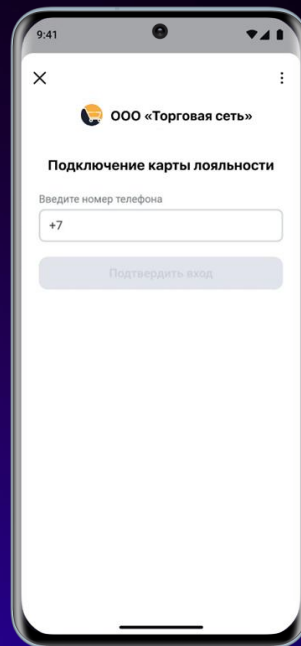 9:41
ООО «Торговая сеть»
Подключение карты лояльности
Введите номер телефона
+7
Подтвердить вход